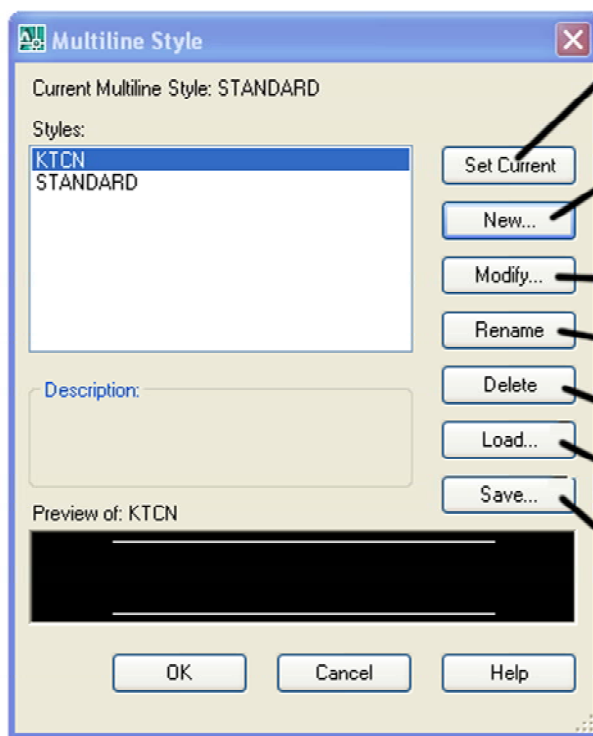 Multiline Style
Current Multiline Style: STANDARD
Styles:
KTCN
STANDARD
Set Current
New...
Modify...
Rename
Delete
Load...
Save...
Description:
Preview of: KTCN
OK
Cancel
Help